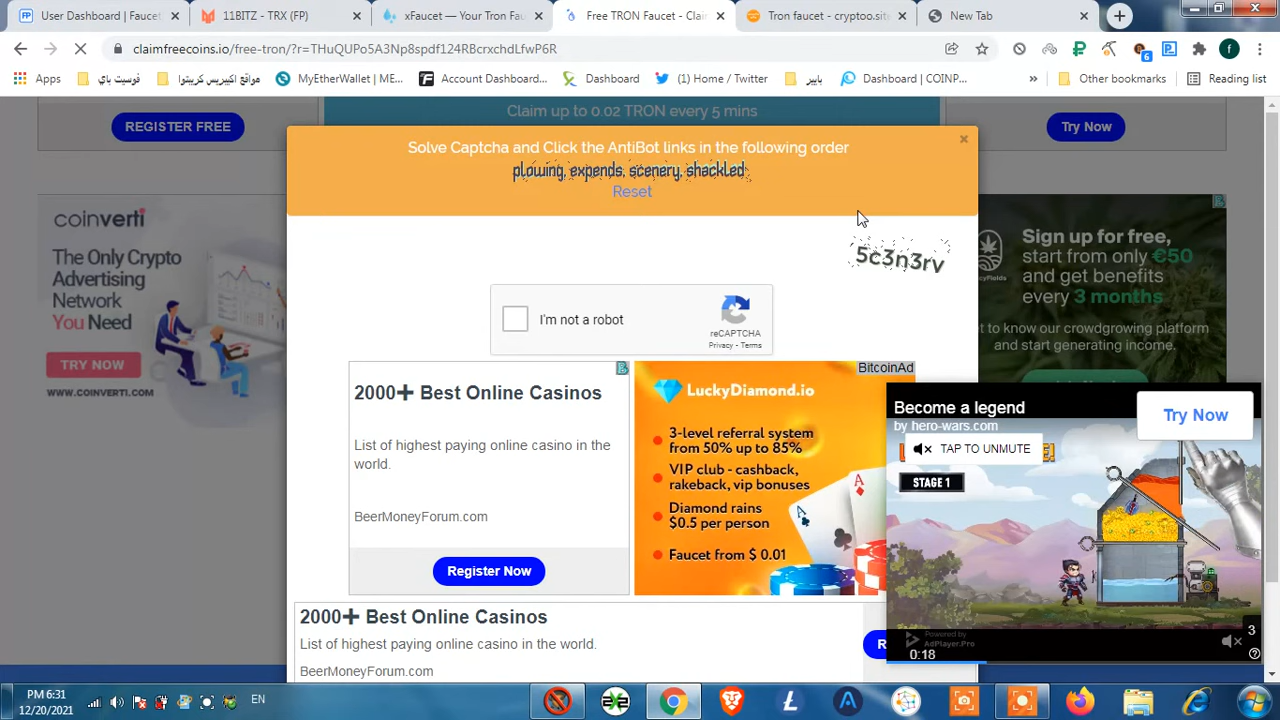 User Dashboard | Faucet
11BITZ - TRX (FP)
xFaucet — Your Tron Fa
Free TRON Faucet - Clai
Tron faucet - cryptoo.site
New Tab
claimfreecoins.io/free-tron/?r=THuQUPo5A3Np8spdf124RBcrxchdLfwP6R
f
6
Apps
فوسيت باي
مواقع اكبيريس كريبتوا
MyEtherWallet | ME...
Account Dashboard...
Dashboard
(1) Home / Twitter
بايير
Dashboard | COINP...
»
Other bookmarks
Reading list
REGISTER FREE
Claim up to 0.02 TRON every 5 mins
Try Now
Solve Captcha and Click the AntiBot links in the following order
plowing, expends, scenery, shackled
Reset
5c3n3rv
I'm not a robot
reCAPTCHA
Privacy - Terms
coinverti
The Only Crypto
Advertising
Network
You Need
TRY NOW
WWW.COINVERTI.COM
Sign up for free,
start from only €50
and get benefits
every 3 months
t to know our crowdgrowing platform
and start generating income.
2000+ Best Online Casinos
List of highest paying online casino in the
world.
BeerMoneyForum.com
Register Now
BitcoinAd
LuckyDiamond.io
3-level referral system
from 50% up to 85%
VIP club - cashback,
rakeback, vip bonuses
Diamond rains
$0.5 per person
Faucet from $ 0.01
Become a legend
by hero-wars.com
Try Now
TAP TO UNMUTE
STAGE 1
Powered by
AdPlayer.Pro
0:18
3
2000+ Best Online Casinos
List of highest paying online casino in the world.
BeerMoneyForum.com
R
PM 6:31
12/20/2021
EN